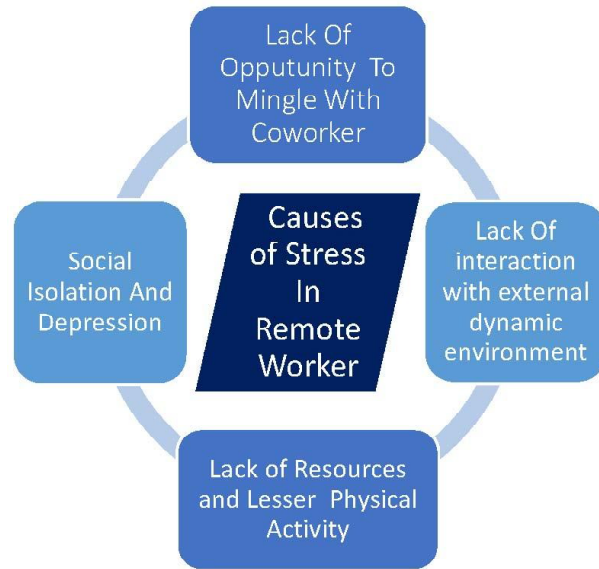 Lack Of
Opputunity To
Mingle With
Coworker
Causes
of Stress
In
Remote
Worker
Lack Of
interaction
with external
dynamic
environment
Lack of Resources
and Lesser Physical
Activity
Social
Isolation And
Depression